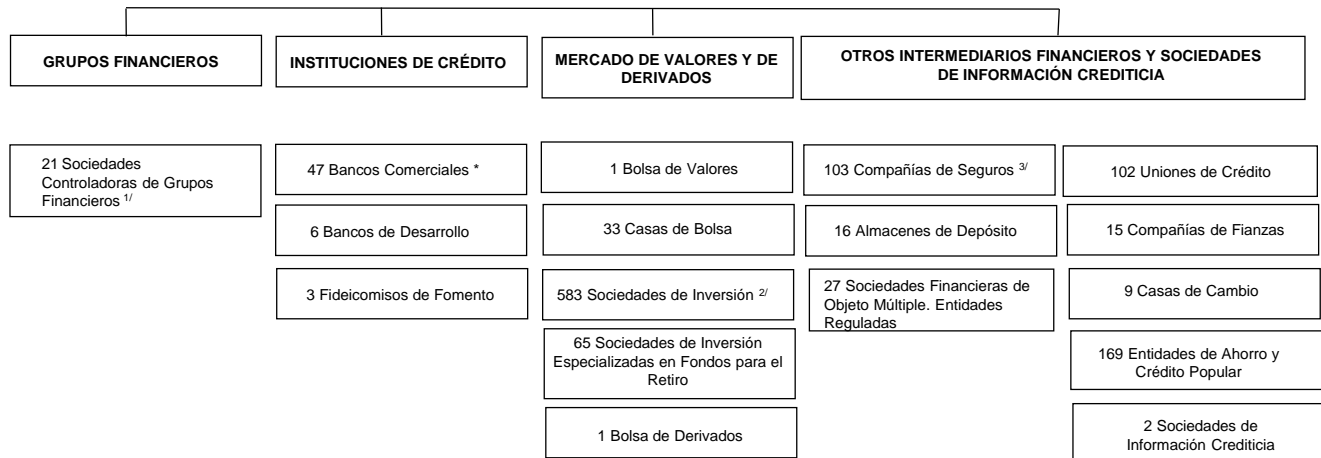 GRUPOS FINANCIEROS
INSTITUCIONES DE CRÉDITO
MERCADO DE VALORES Y DE
DERIVADOS
OTROS INTERMEDIARIOS FINANCIEROS Y SOCIEDADES
DE INFORMACIÓN CREDITICIA
21 Sociedades
Controladoras de Grupos
Financieros 1/
47 Bancos Comerciales *
6 Bancos de Desarrollo
3 Fideicomisos de Fomento
1 Bolsa de Valores
33 Casas de Bolsa
583 Sociedades de Inversión 2/
65 Sociedades de Inversión
Especializadas en Fondos para el
Retiro
1 Bolsa de Derivados
103 Compañías de Seguros 3/
16 Almacenes de Depósito
27 Sociedades Financieras de
Objeto Múltiple. Entidades
Reguladas
102 Uniones de Crédito
15 Compañías de Fianzas
9 Casas de Cambio
169 Entidades de Ahorro y
Crédito Popular
2 Sociedades de
Información Crediticia